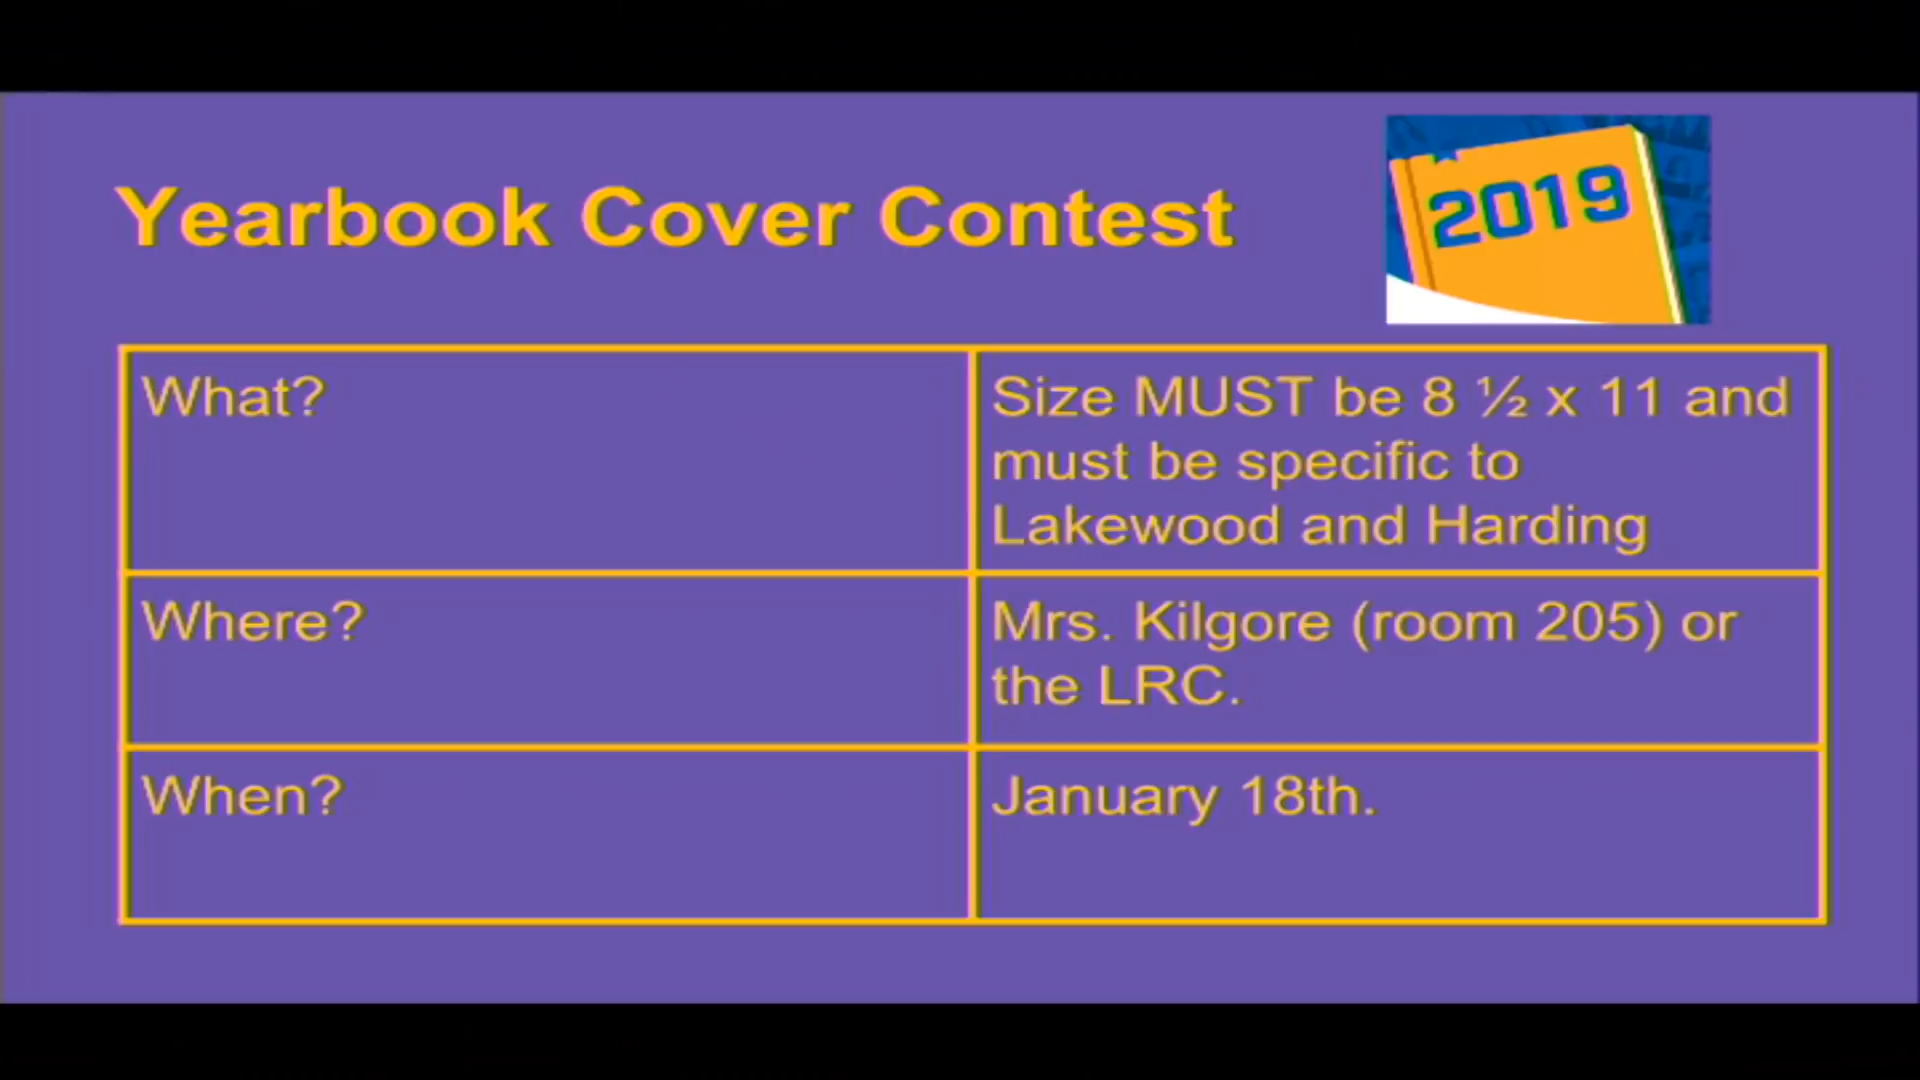 Yearbook Cover Contest
2019
What?
Size MUST be 8 ½ x 11 and
must be specific to
Lakewood and Harding
Where?
Mrs. Kilgore (room 205) or
the LRC.
When?
January 18th.